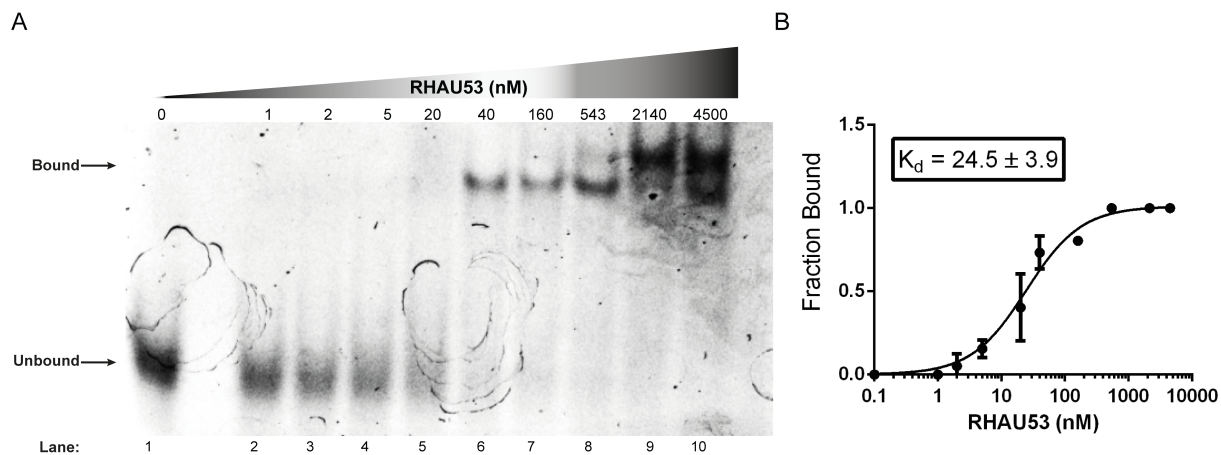 A
B
RHAU53 (nM)
0 1 2 5 20 40 160 543 2140 4500
Bound
Unbound
Lane: 1 2 3 4 5 6 7 8 9 10
Kd = 24.5 ± 3.9
Fraction Bound
1.5
1.0
0.5
0.0
0.1 1 10 100 1000 10000
RHAU53 (nM)